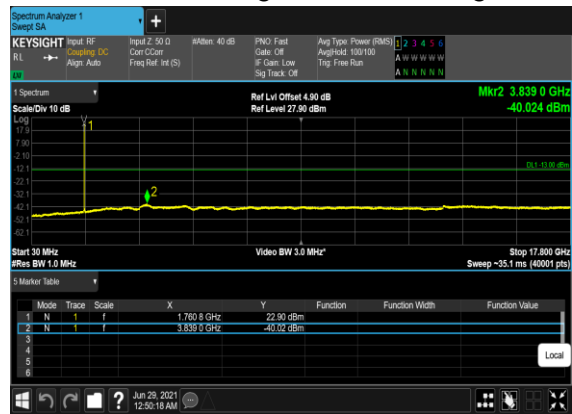 Spectrum Analyzer 1
Swept SA
+
KEYSIGHT Input: RF Input Z: 50 Ω #Atten: 40 dB PNO: Fast Avg Type: Power (RMS) 1 2 3 4 5 6
RL Coupling: DC Corr CCorr Gate: Off Avg|Hold: 100/100 A W W W W W
Align: Auto Freq Ref: Int (S) IF Gain: Low Trig: Free Run
LW Sig Track: Off A N N N N N
1 Spectrum Ref Lvl Offset 4.90 dB Mkr2 3.839 0 GHz
Scale/Div 10 dB Ref Level 27.90 dBm -40.024 dBm
Log
17.9 1
7.90
-2.10
-12.1 DL1 -13.00 dBm
-22.1
-32.1 2
-42.1
-52.1
-62.1
Start 30 MHz Video BW 3.0 MHz* Stop 17.800 GHz
#Res BW 1.0 MHz Sweep ~35.1 ms (40001 pts)
5 Marker Table
Mode Trace Scale X Y Function Function Width Function Value
1 N 1 f 1.760 8 GHz 22.90 dBm
2 N 1 f 3.839 0 GHz -40.02 dBm
3
4
5
6
Local
? Jun 29, 2021
12:50:18 AM